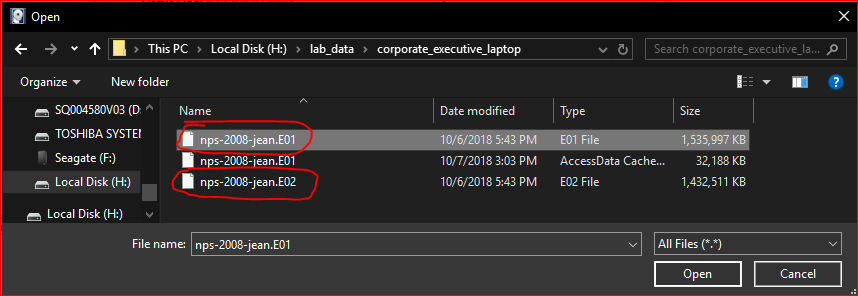 Open
This PC > Local Disk (H:) > lab_data > corporate_executive_laptop
Search corporate_executive_la...
Organize
New folder
Name Date modified Type Size
SQ004580V03 (D:
TOSHIBA SYSTEM
Seagate (F:)
Local Disk (H:)
Local Disk (H:)
nps-2008-jean.E01 10/6/2018 5:43 PM E01 File 1,535,997 KB
nps-2008-jean.E01 10/7/2018 3:03 PM AccessData Cache... 32,188 KB
nps-2008-jean.E02 10/6/2018 5:43 PM E02 File 1,432,511 KB
File name: nps-2008-jean.E01
All Files (*.*)
Open Cancel